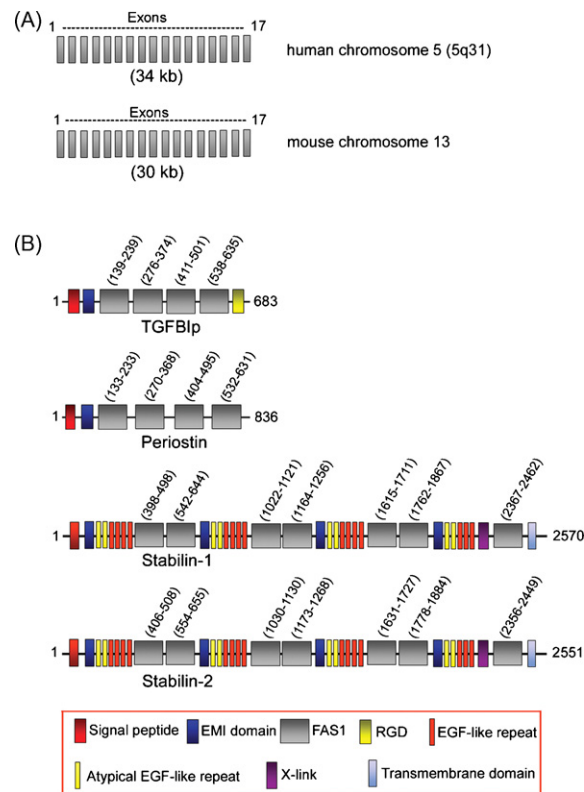 (A)
Exons
1 17
(34 kb)
human chromosome 5 (5q31)
Exons
1 17
(30 kb)
mouse chromosome 13
(B)
(139-239) (276-374) (411-501) (538-635)
1 683
TGFBIp
(133-233) (270-368) (404-495) (532-631)
1 836
Periostin
(398-498) (542-644) (1022-1121) (1164-1256) (1615-1711) (1762-1867) (2367-2462)
1 2570
Stabilin-1
(406-508) (554-655) (1030-1130) (1173-1268) (1631-1727) (1778-1884) (2356-2449)
1 2551
Stabilin-2
Signal peptide EMI domain FAS1 RGD EGF-like repeat
Atypical EGF-like repeat X-link Transmembrane domain